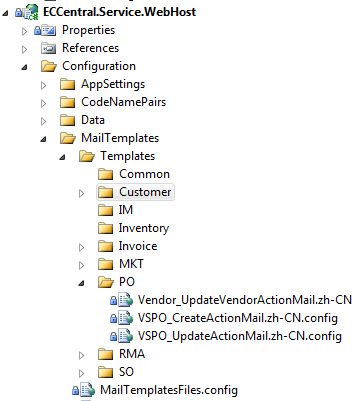 ECCentral.Service.WebHost
Properties
References
Configuration
AppSettings
CodeNamePairs
Data
MailTemplates
Templates
Common
Customer
IM
Inventory
Invoice
MKT
PO
Vendor_UpdateVendorActionMail.zh-CN
VSPO_CreateActionMail.zh-CN.config
VSPO_UpdateActionMail.zh-CN.config
RMA
SO
MailTemplatesFiles.config